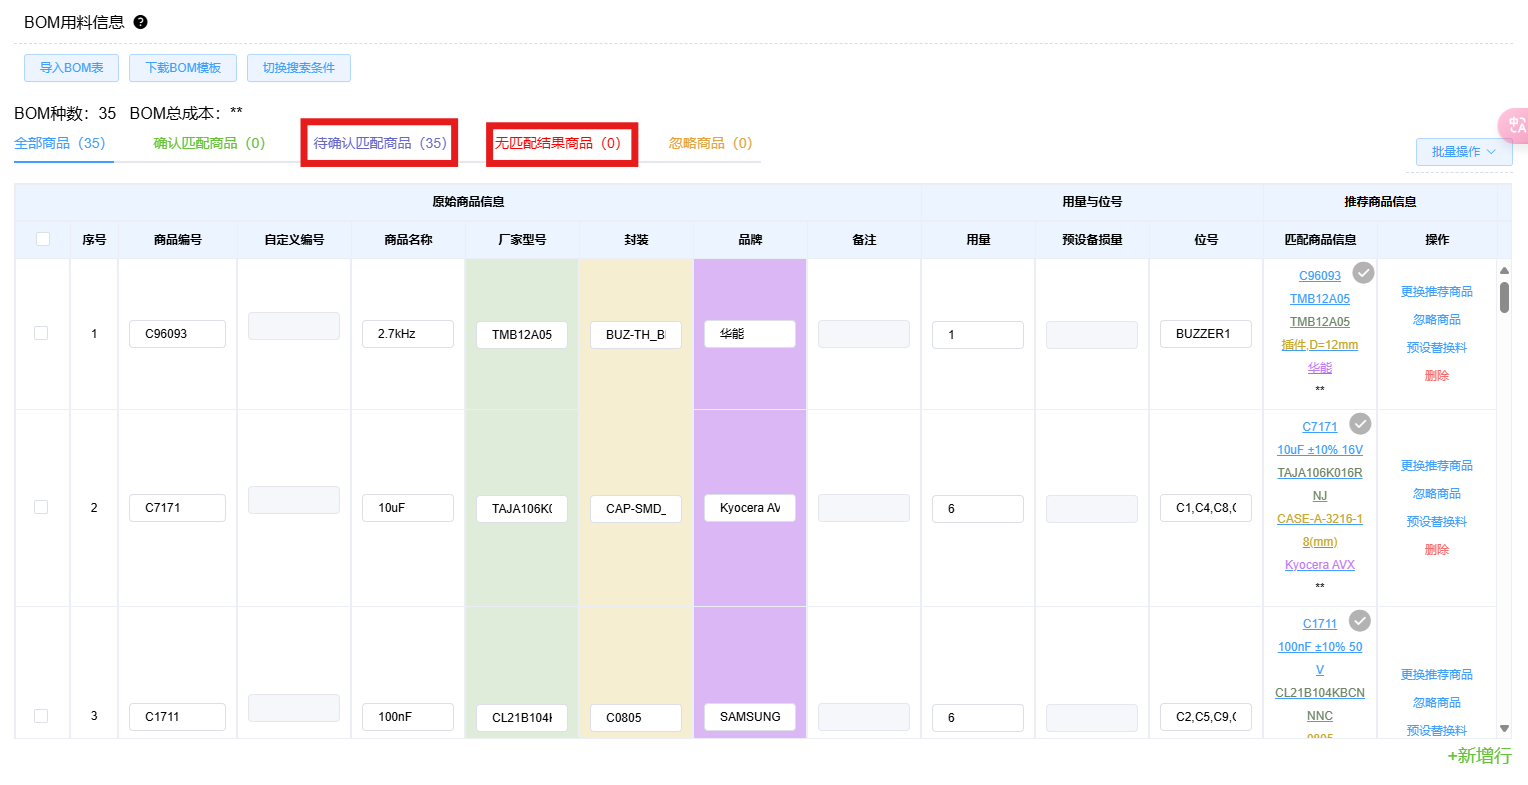 BOM用料信息 ?
导入BOM表 下载BOM模板 切换搜索条件
BOM种数：35 BOM总成本：**
全部商品（35） 确认匹配商品（0） 待确认匹配商品（35） 无匹配结果商品（0） 忽略商品（0）
中A
批量操作
原始商品信息 用量与位号 推荐商品信息
序号 商品编号 自定义编号 商品名称 厂家型号 封装 品牌 备注 用量 预设备损量 位号 匹配商品信息 操作
1 C96093 2.7kHz TMB12A05 BUZ-TH_B 华能 1 BUZZER1
C96093
TMB12A05
TMB12A05
插件,D=12mm
华能
**
更换推荐商品
忽略商品
预设替换料
删除
2 C7171 10uF TAJA106K0 CAP-SMD_ Kyocera AV 6 C1,C4,C8,C
C7171
10uF ±10% 16V
TAJA106K016R
NJ
CASE-A-3216-1
8(mm)
Kyocera AVX
**
更换推荐商品
忽略商品
预设替换料
删除
3 C1711 100nF CL21B104K C0805 SAMSUNG 6 C2,C5,C9,C
C1711
100nF ±10% 50
V
CL21B104KBCN
NNC
0805
更换推荐商品
忽略商品
预设替换料
+新增行